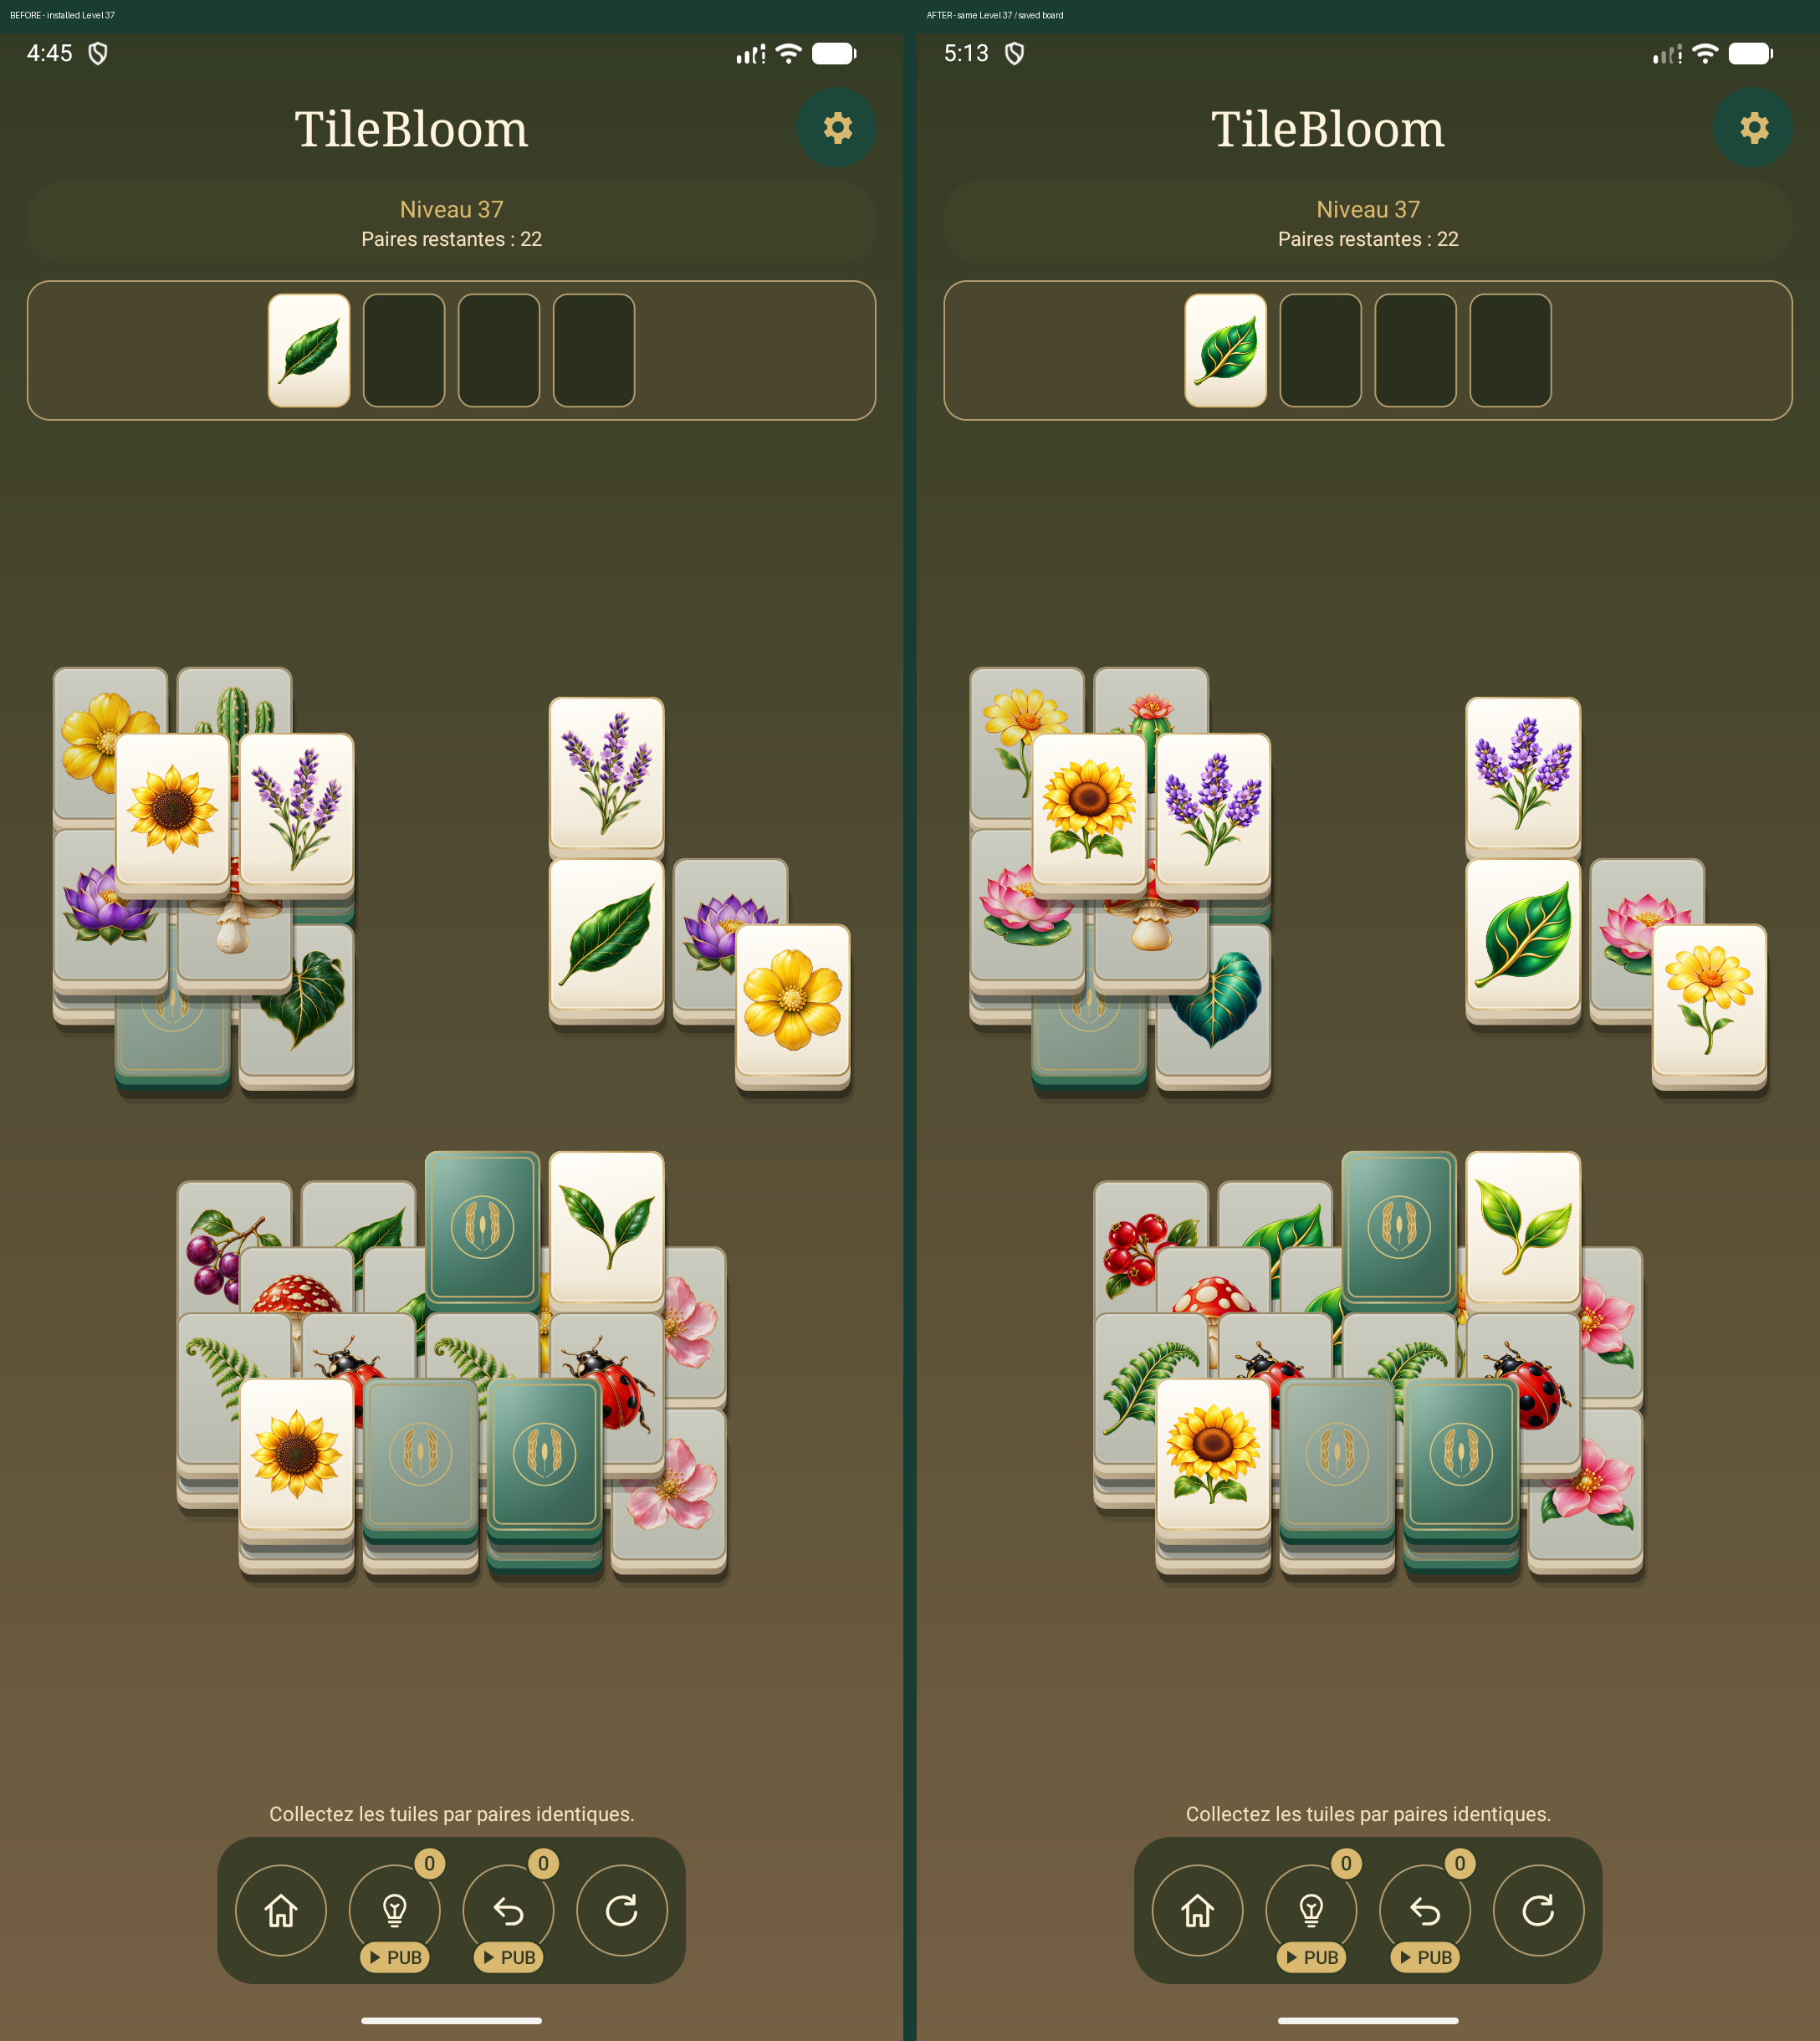 BEFORE - installed Level 37
4:45
TileBloom
Niveau 37
Paires restantes : 22
Collectez les tuiles par paires identiques.
0
0
PUB
PUB
AFTER - same Level 37 / saved board
5:13
TileBloom
Niveau 37
Paires restantes : 22
Collectez les tuiles par paires identiques.
0
0
PUB
PUB